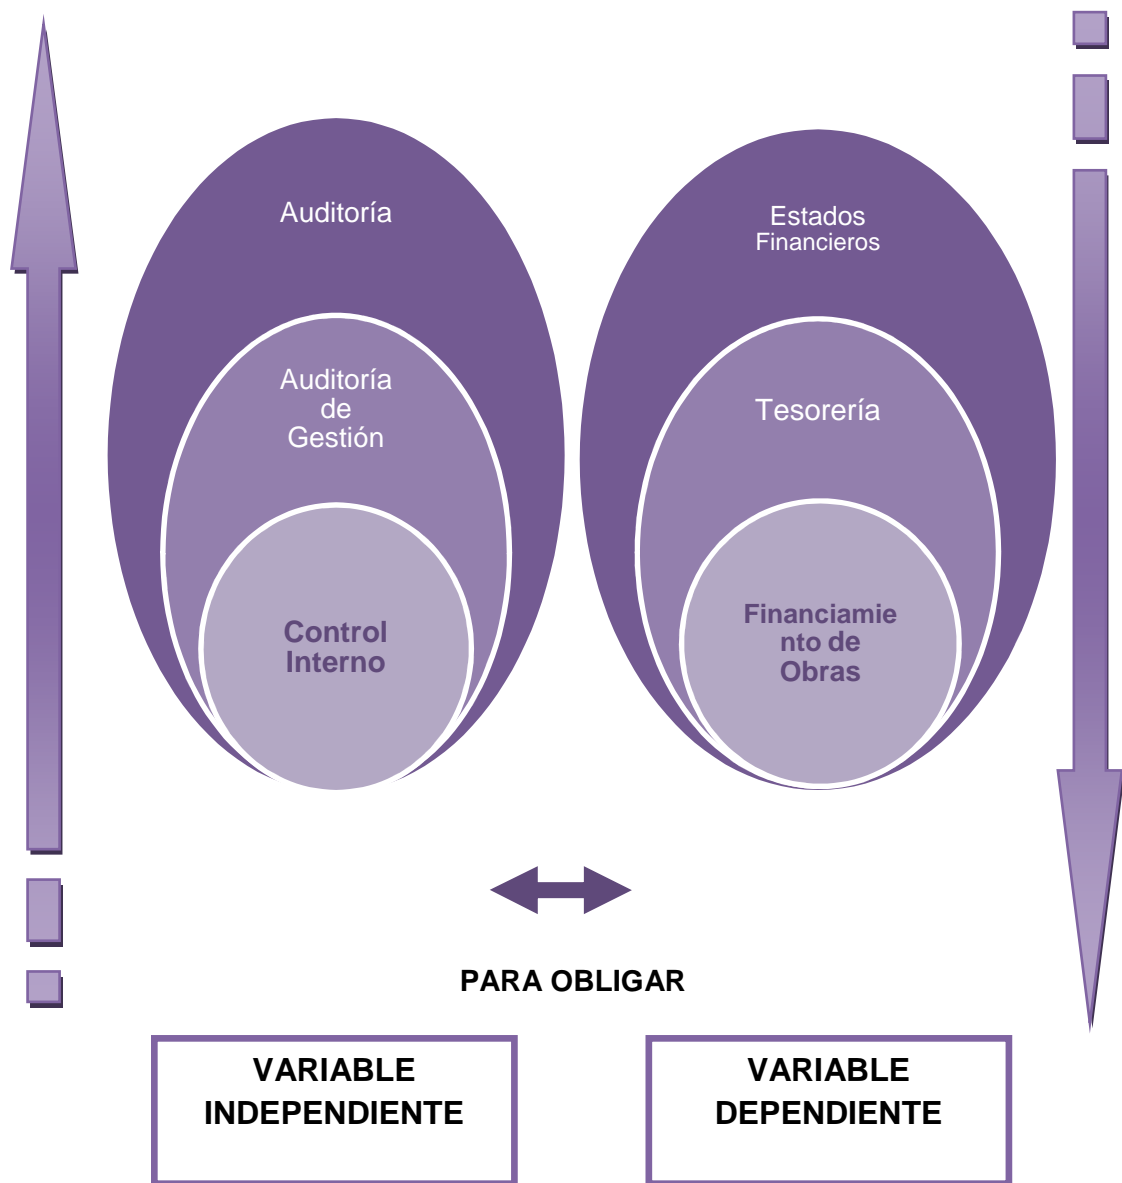 Auditoría
Auditoría
de
Gestión
Control
Interno
Estados
Financieros
Tesorería
Financiamie
nto de
Obras
PARA OBLIGAR
VARIABLE
INDEPENDIENTE
VARIABLE
DEPENDIENTE